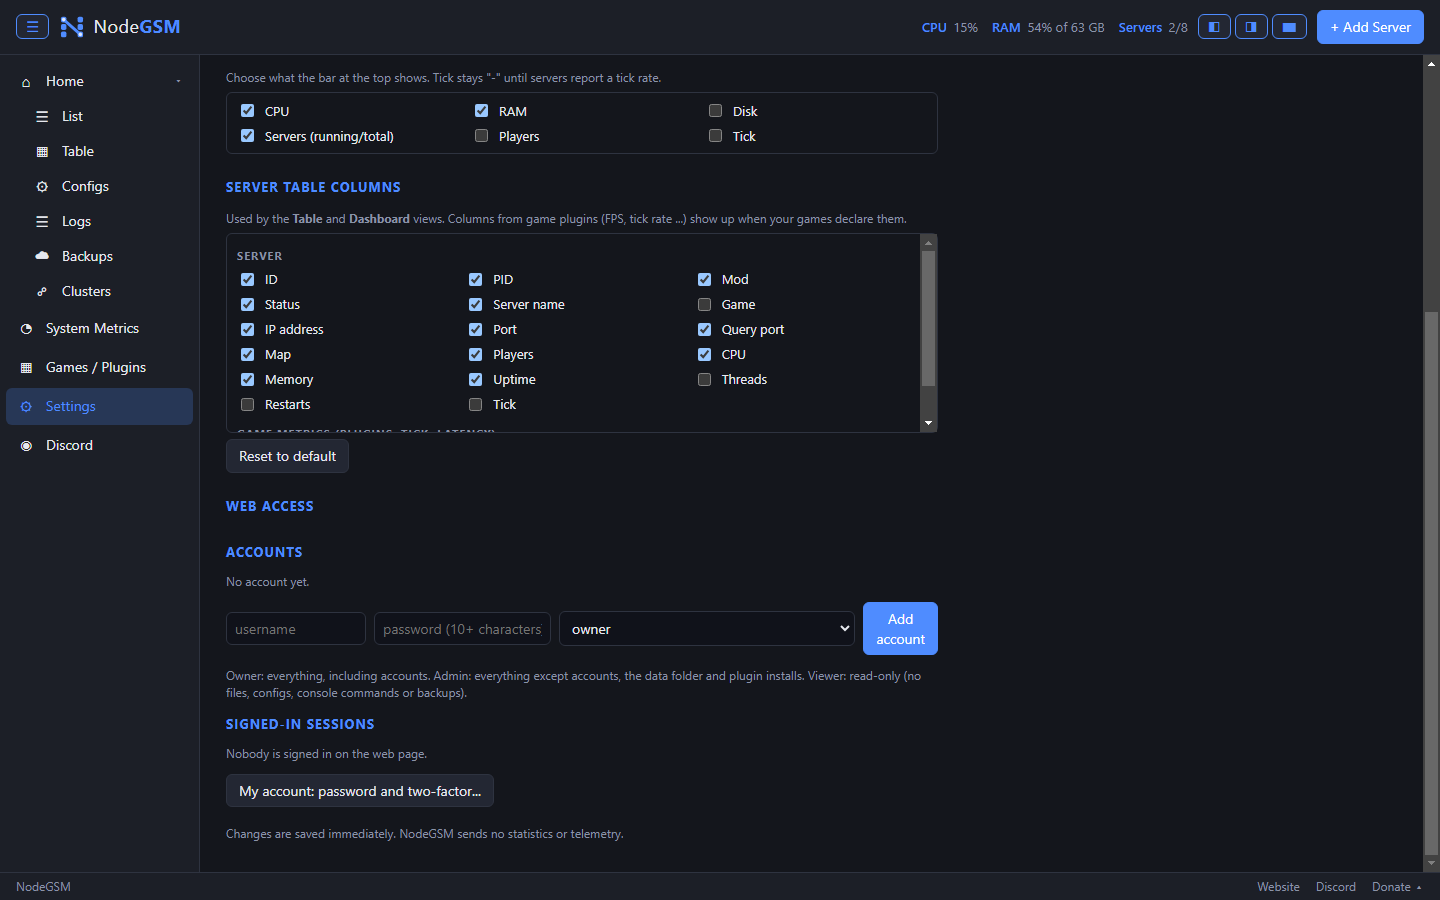 NodeGSM
CPU 15% RAM 54% of 63 GB Servers 2/8
+ Add Server
Home
List
Table
Configs
Logs
Backups
Clusters
System Metrics
Games / Plugins
Settings
Discord
Choose what the bar at the top shows. Tick stays "-" until servers report a tick rate.
CPU RAM Disk
Servers (running/total) Players Tick
SERVER TABLE COLUMNS
Used by the Table and Dashboard views. Columns from game plugins (FPS, tick rate ...) show up when your games declare them.
SERVER
ID PID Mod
Status Server name Game
IP address Port Query port
Map Players CPU
Memory Uptime Threads
Restarts Tick
GAME METRICS (PLUGINS, TICK, LATENCY)
Reset to default
WEB ACCESS
ACCOUNTS
No account yet.
username password (10+ characters) owner
Add
account
Owner: everything, including accounts. Admin: everything except accounts, the data folder and plugin installs. Viewer: read-only (no
files, configs, console commands or backups).
SIGNED-IN SESSIONS
Nobody is signed in on the web page.
My account: password and two-factor...
Changes are saved immediately. NodeGSM sends no statistics or telemetry.
NodeGSM
Website Discord Donate